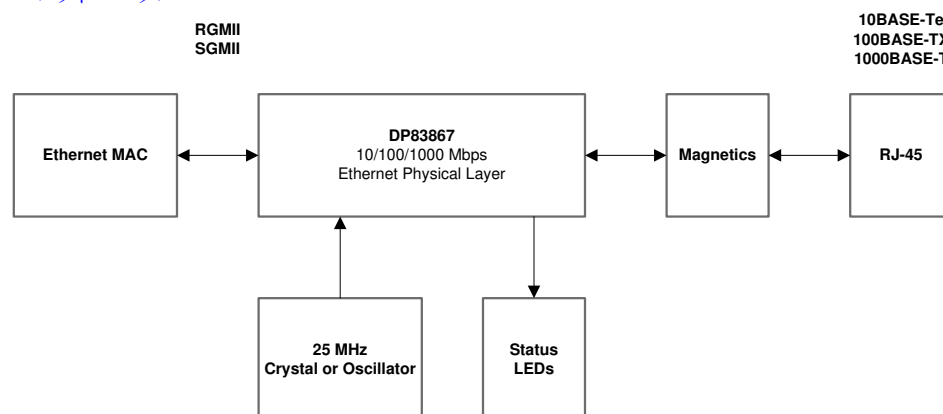 RGMII
SGMII
10BASE-Te
100BASE-TX
1000BASE-T
Ethernet MAC
DP83867
10/100/1000 Mbps
Ethernet Physical Layer
Magnetics
RJ-45
25 MHz
Crystal or Oscillator
Status
LEDs